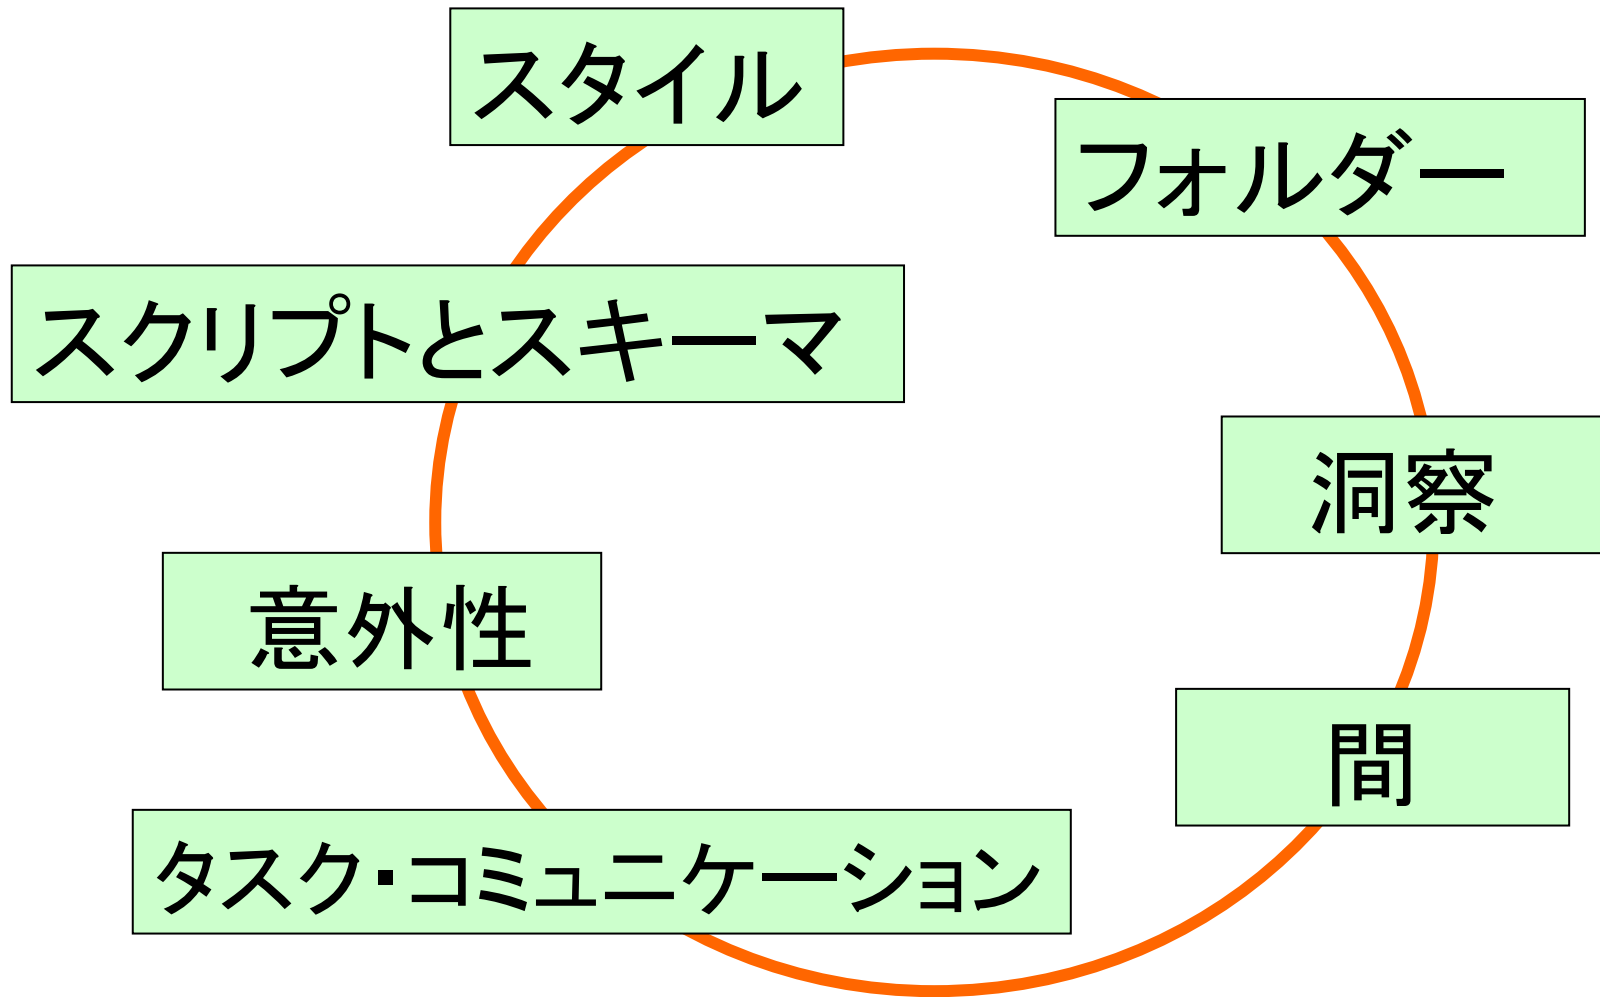 スタイル
フォルダー
スクリプトとスキーマ
洞察
意外性
間
タスク・コミュニケーション